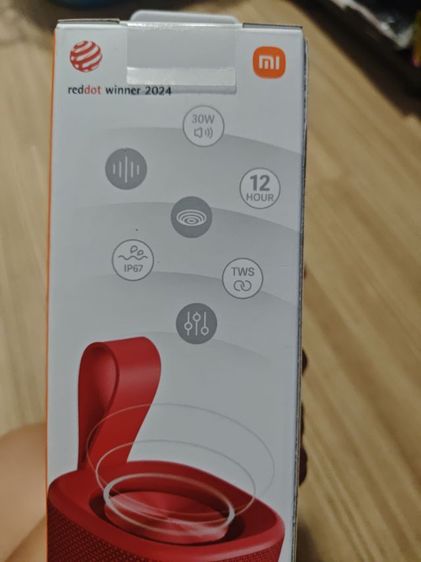 mi
reddot winner 2024
30W
12
HOUR
IP67
TWS